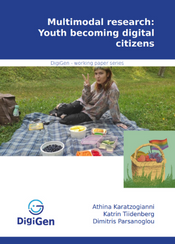 Multimodal research:
Youth becoming digital
citizens
DigiGen - working paper series
Athina Karatzogianni
Katrin Tiidenberg
Dimitris Parsanoglou
DigiGen